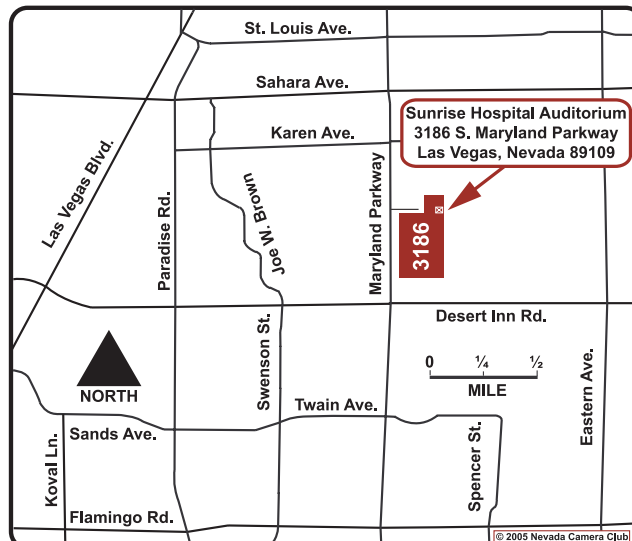 St. Louis Ave.
Sahara Ave.
Sunrise Hospital Auditorium
3186 S. Maryland Parkway
Las Vegas, Nevada 89109
Karen Ave.
Las Vegas Blvd.
Paradise Rd.
Joe W. Brown
Maryland Parkway
3186
Desert Inn Rd.
Swenson St.
0 ¼ ½
MILE
NORTH
Eastern Ave.
Twain Ave.
Sands Ave.
Koval Ln.
Spencer St.
Flamingo Rd.
© 2005 Nevada Camera Club